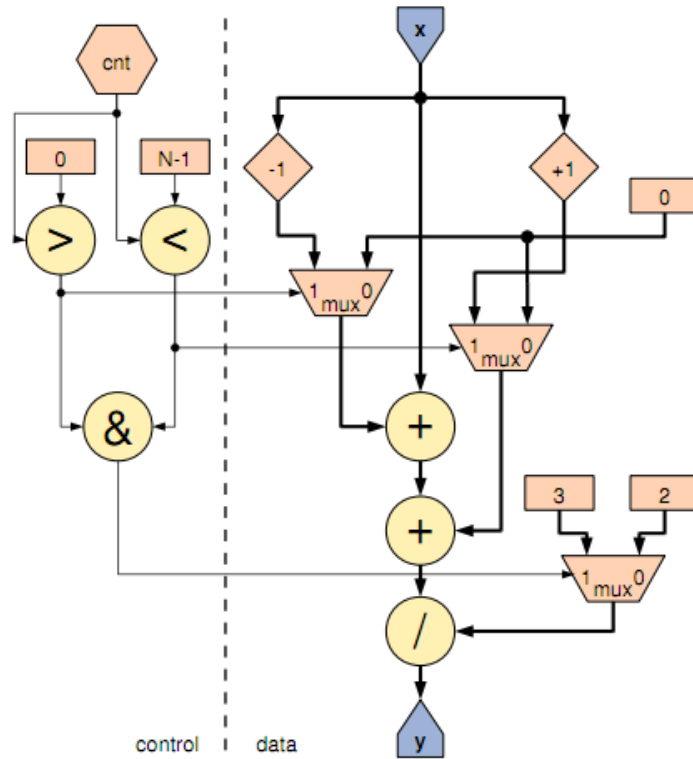 x
cnt
0
N-1
-1
+1
0
>
<
1
mux
0
1
mux
0
&
+
+
3
2
1
mux
0
/
y
control
data